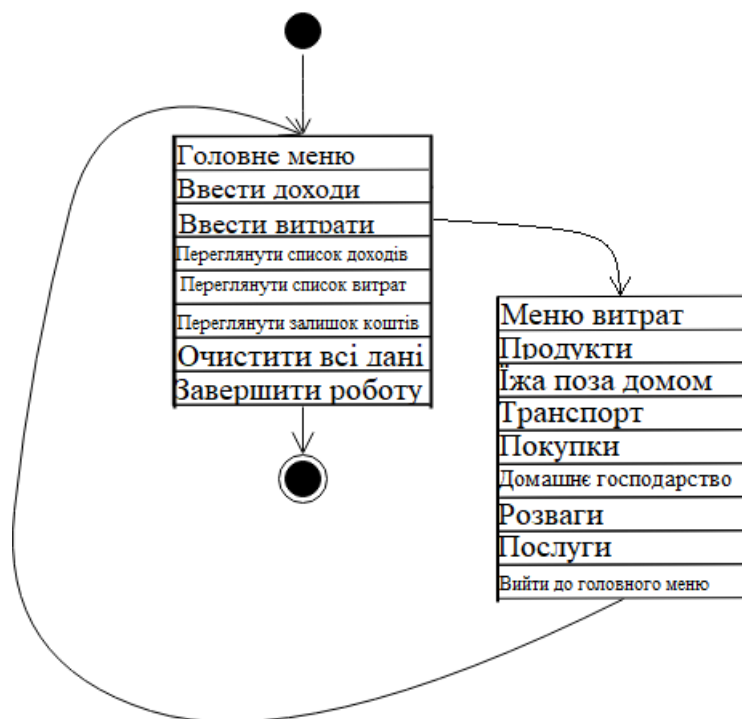 Головне меню
Ввести доходи
Ввести витрати
Переглянути список доходів
Переглянути список витрат
Переглянути залишок коштів
Очистити всі дані
Завершити роботу
Меню витрат
Продукти
Їжа поза домом
Транспорт
Покупки
Домашнє господарство
Розваги
Послуги
Вийти до головного меню